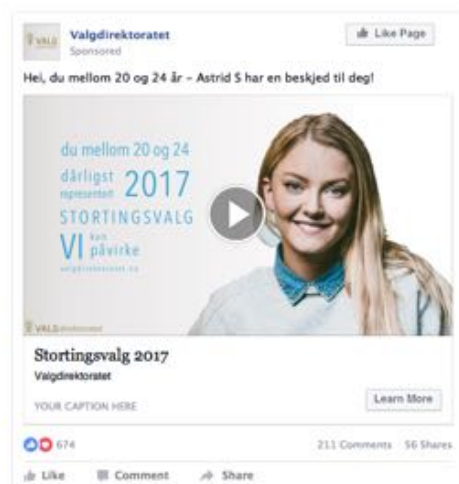 VALG
Valgdirektoratet
Sponsored
Like Page
Hei, du mellom 20 og 24 år – Astrid S har en beskjed til deg!
du mellom 20 og 24
dårligst
representert 2017
STORTINGSVALG
VI kan
påvirke
valgdirektoratet.no
VALGdirektoratet
Stortingsvalg 2017
Valgdirektoratet
YOUR CAPTION HERE
Learn More
674
211 Comments 56 Shares
Like Comment Share